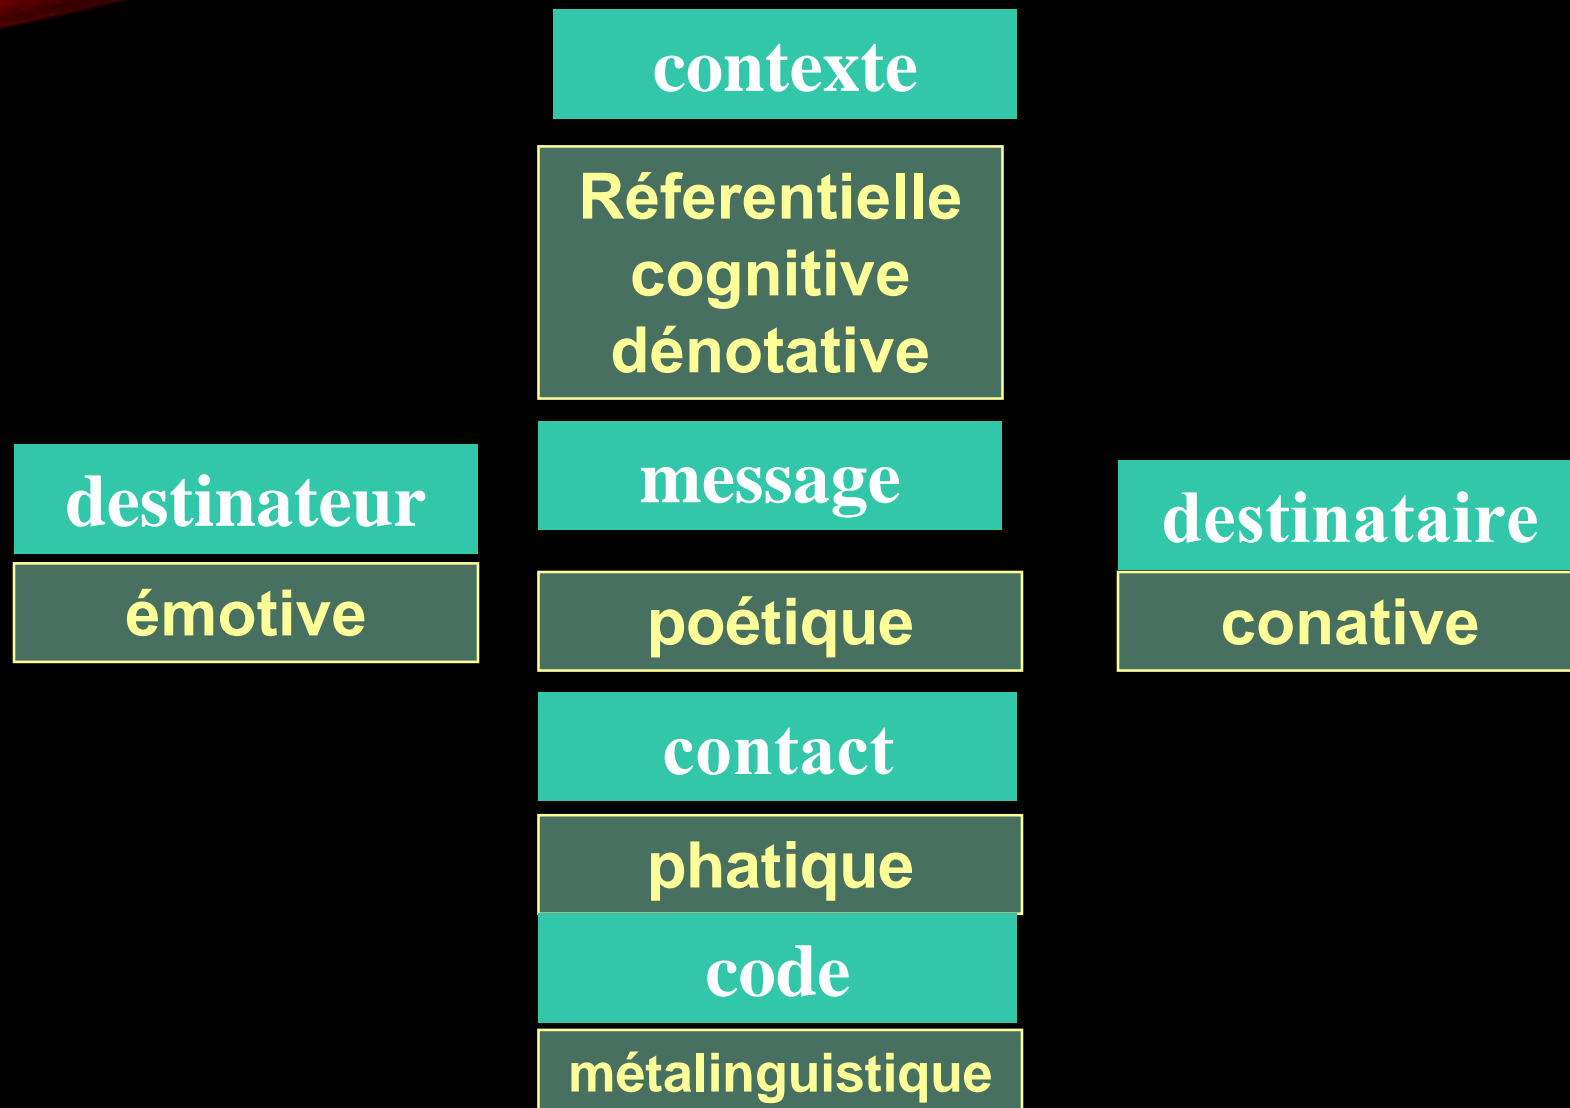 contexte
Réferentielle
cognitive
dénotative
message
destinateur
destinataire
émotive
poétique
conative
contact
phatique
code
métalinguistique